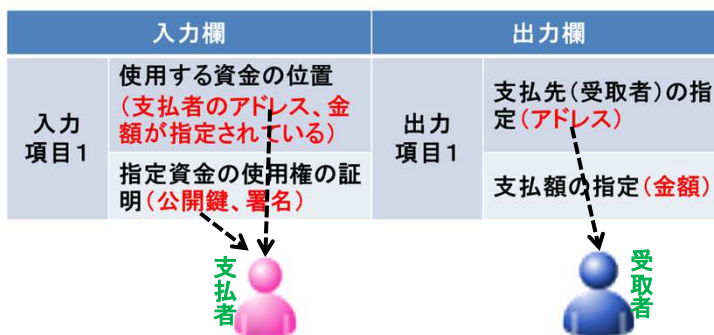 入力欄
出力欄
入力
項目1
使用する資金の位置
(支払者のアドレス、金
額が指定されている)
指定資金の使用権の証
明(公開鍵、署名)
出力
項目1
支払先(受取者)の指
定(アドレス)
支払額の指定(金額)
支払者
受取者